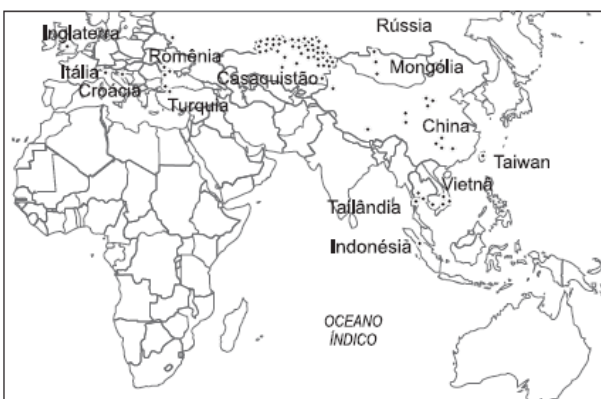 Inglaterra
Rússia
Romênia
Mongólia
Itália
Casaquistão
Croácia
Turquia
China
Taiwan
Vietnã
Tailândia
Indonésia
OCEANO
ÍNDICO